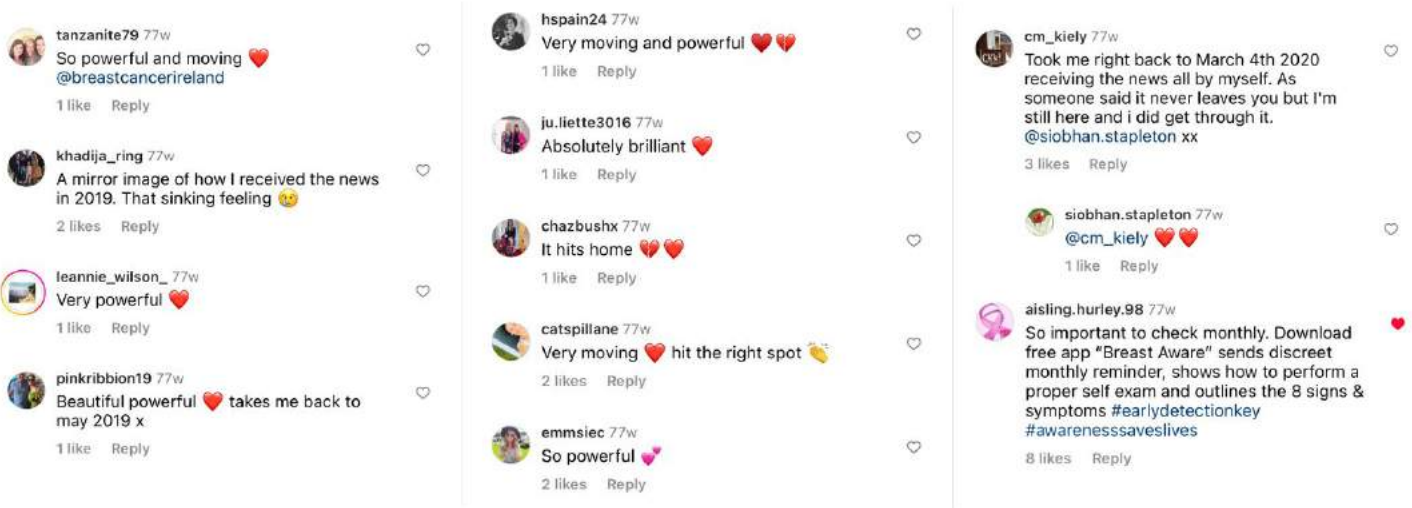 tanzanite79 77w
So powerful and moving ❤️
@breastcancerireland
1 like Reply
khadija_ring 77w
A mirror image of how I received the news
in 2019. That sinking feeling 😢
2 likes Reply
leannie_wilson_ 77w
Very powerful ❤️
1 like Reply
pinkribbion19 77w
Beautiful powerful ❤️ takes me back to
may 2019 x
1 like Reply
hspain24 77w
Very moving and powerful ❤️💔
1 like Reply
ju.liette3016 77w
Absolutely brilliant ❤️
1 like Reply
chazbushx 77w
It hits home 💔❤️
1 like Reply
catspillane 77w
Very moving ❤️ hit the right spot 👏
2 likes Reply
emmsiec 77w
So powerful 💕
2 likes Reply
cm_kiely 77w
Took me right back to March 4th 2020
receiving the news all by myself. As
someone said it never leaves you but I'm
still here and i did get through it.
@siobhan.stapleton xx
3 likes Reply
siobhan.stapleton 77w
@cm_kiely ❤️❤️
1 like Reply
aisling.hurley.98 77w
So important to check monthly. Download
free app “Breast Aware” sends discreet
monthly reminder, shows how to perform a
proper self exam and outlines the 8 signs &
symptoms #earlydetectionkey
#awarenesssaveslives
8 likes Reply